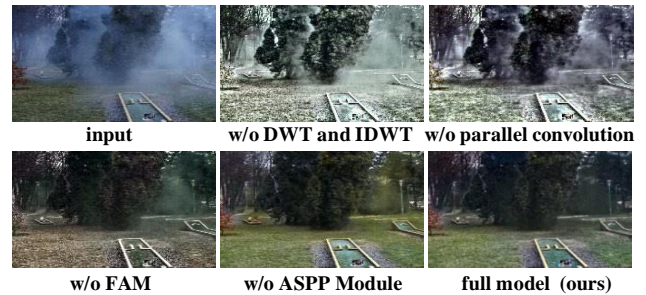 input w/o DWT and IDWT w/o parallel convolution
w/o FAM w/o ASPP Module full model (ours)